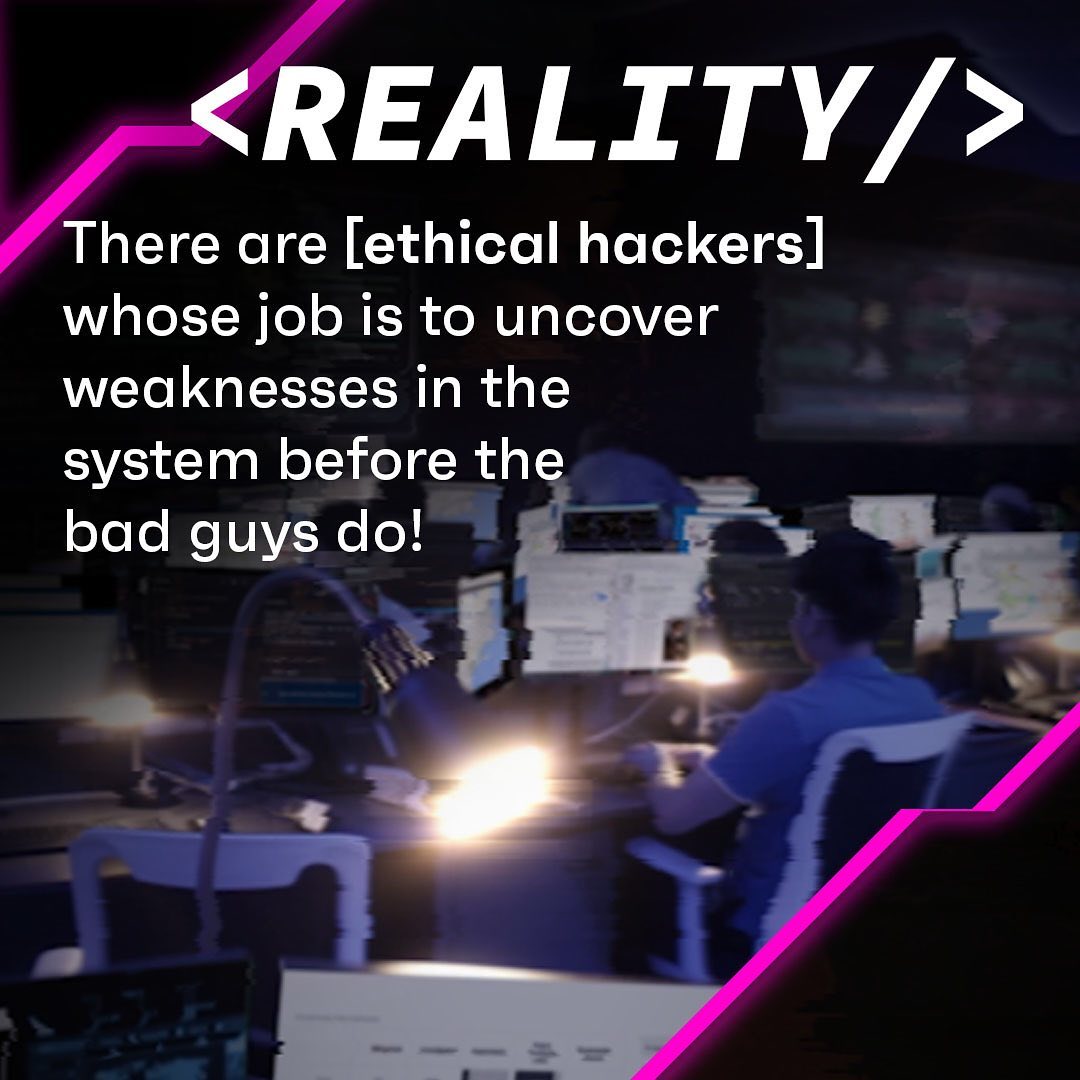 <REALITY/>
There are [ethical hackers]
whose job is to uncover
weaknesses in the
system before the
bad guys do!